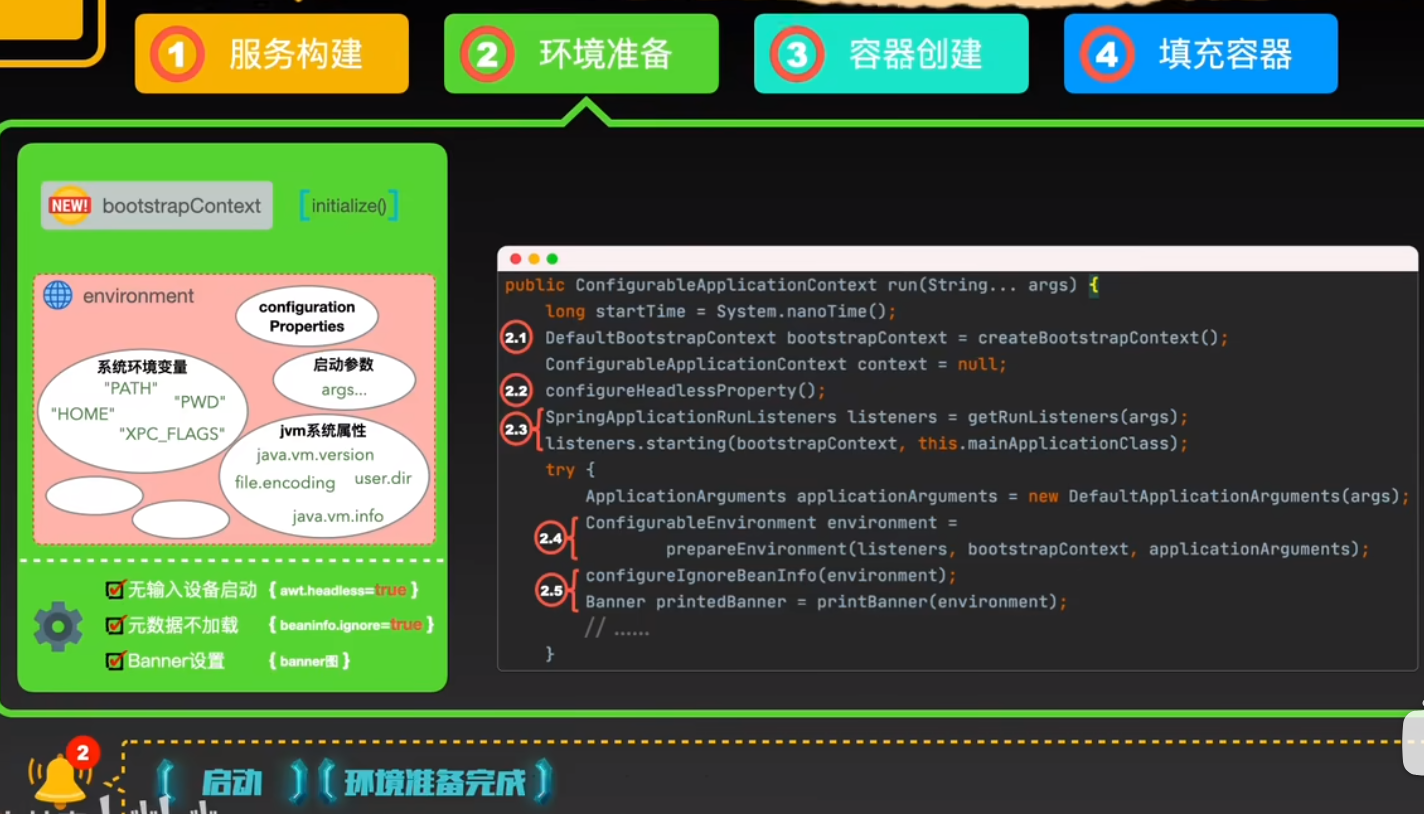 1 服务构建
2 环境准备
3 容器创建
4 填充容器
NEW! bootstrapContext
[initialize()]
environment
configuration
Properties
系统环境变量
"PATH"
"PWD"
"HOME"
"XPC_FLAGS"
启动参数
args...
jvm系统属性
java.vm.version
file.encoding
user.dir
java.vm.info
无输入设备启动 { awt.headless=true }
元数据不加载 { beaninfo.ignore=true }
Banner设置 { banner图 }
public ConfigurableApplicationContext run(String... args) {
long startTime = System.nanoTime();
2.1 DefaultBootstrapContext bootstrapContext = createBootstrapContext();
ConfigurableApplicationContext context = null;
2.2 configureHeadlessProperty();
2.3 SpringApplicationRunListeners listeners = getRunListeners(args);
listeners.starting(bootstrapContext, this.mainApplicationClass);
try {
ApplicationArguments applicationArguments = new DefaultApplicationArguments(args);
2.4 ConfigurableEnvironment environment =
prepareEnvironment(listeners, bootstrapContext, applicationArguments);
2.5 configureIgnoreBeanInfo(environment);
Banner printedBanner = printBanner(environment);
// ......
}
2
【 启动 】【 环境准备完成 】